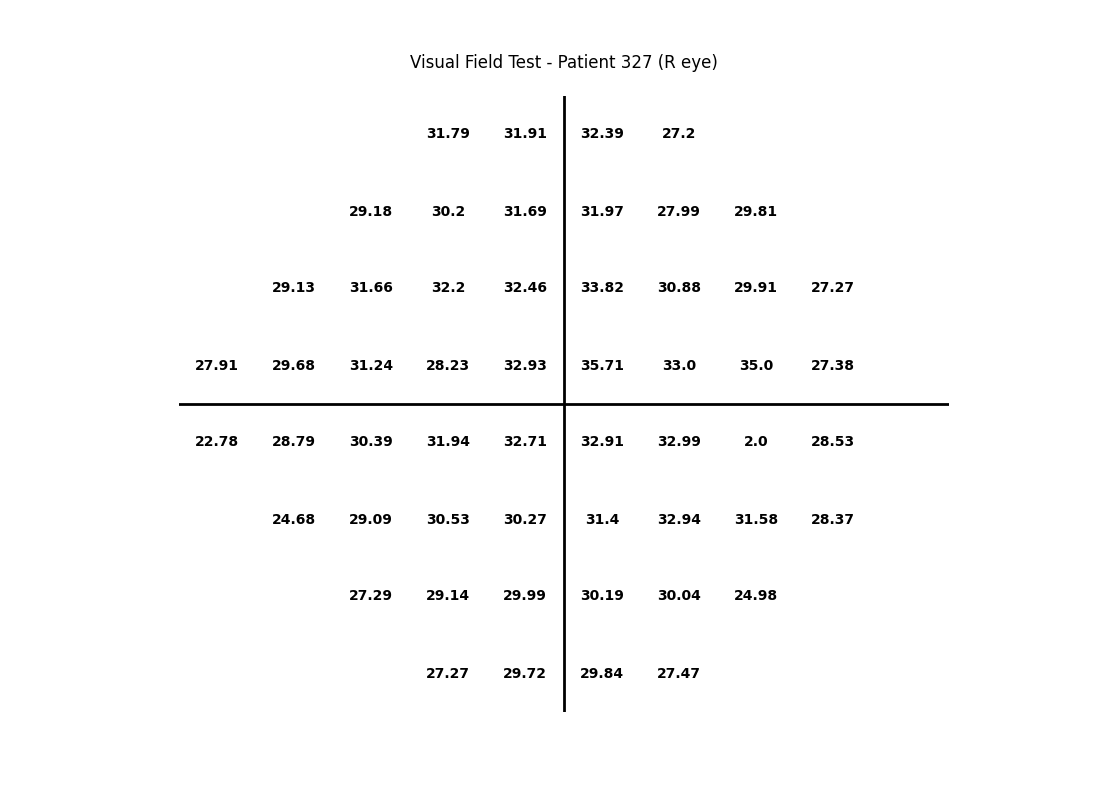 Visual Field Test - Patient 327 (R eye)
31.79 31.91 32.39 27.2
29.18 30.2 31.69 31.97 27.99 29.81
29.13 31.66 32.2 32.46 33.82 30.88 29.91 27.27
27.91 29.68 31.24 28.23 32.93 35.71 33.0 35.0 27.38
22.78 28.79 30.39 31.94 32.71 32.91 32.99 2.0 28.53
24.68 29.09 30.53 30.27 31.4 32.94 31.58 28.37
27.29 29.14 29.99 30.19 30.04 24.98
27.27 29.72 29.84 27.47